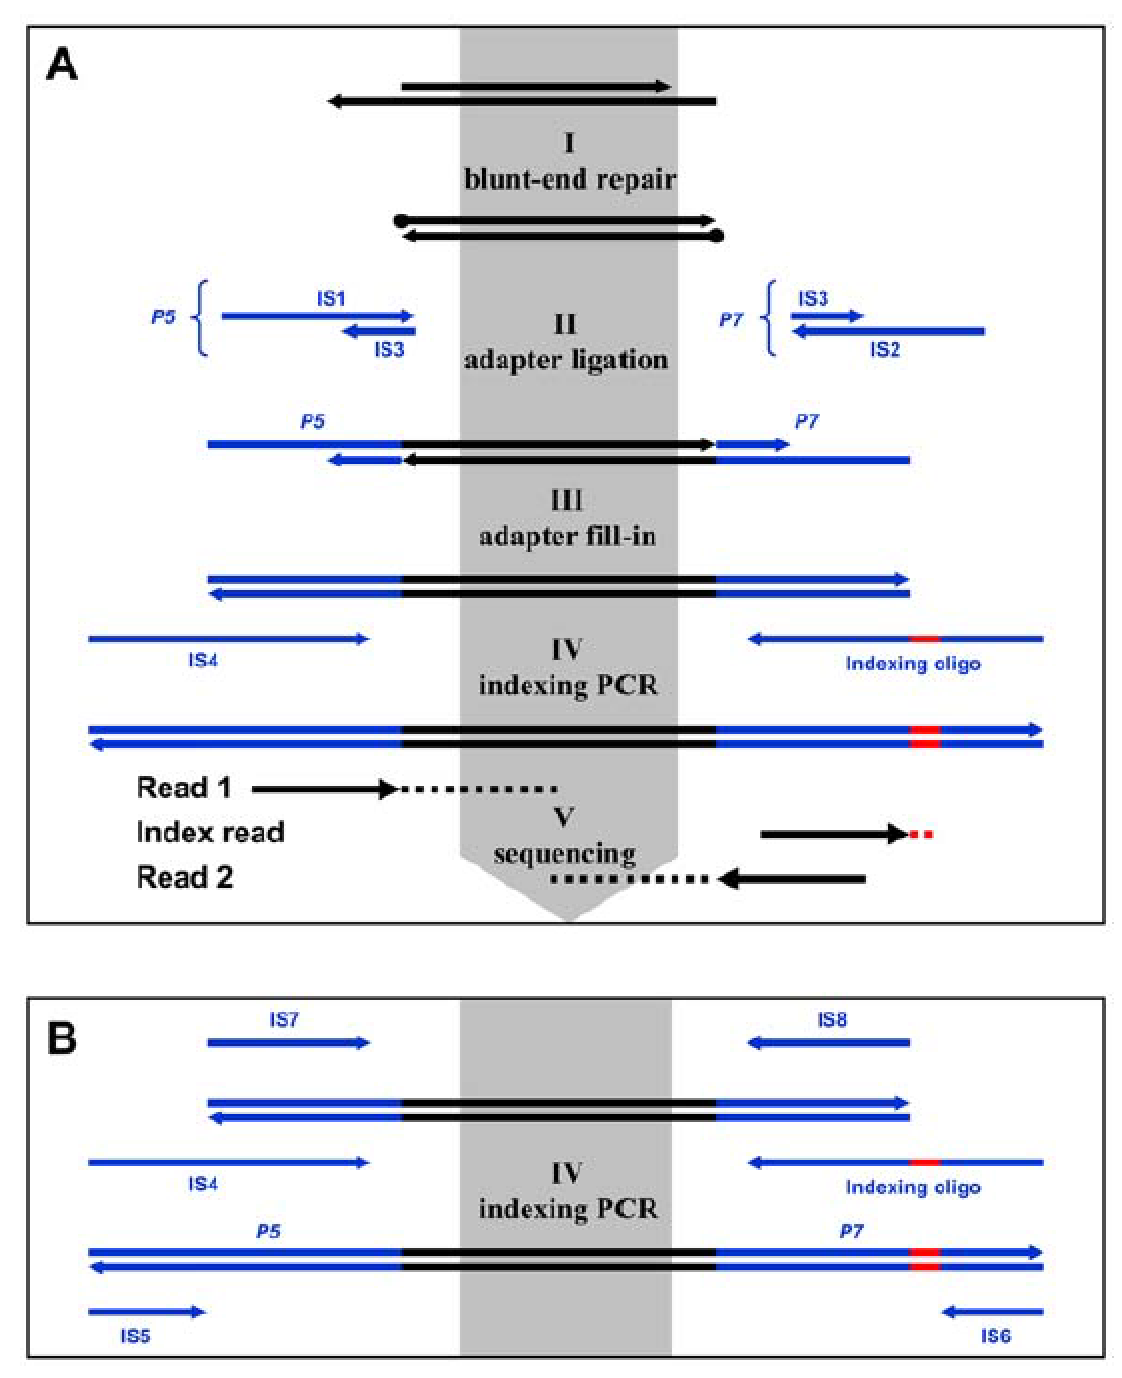 A
I
blunt-end repair
P5
IS1
IS3
II
adapter ligation
P7
IS3
IS2
P5
P7
III
adapter fill-in
IS4
IV
indexing PCR
Indexing oligo
Read 1
Index read
Read 2
V
sequencing
B
IS7
IS8
IS4
IV
indexing PCR
Indexing oligo
P5
P7
IS5
IS6